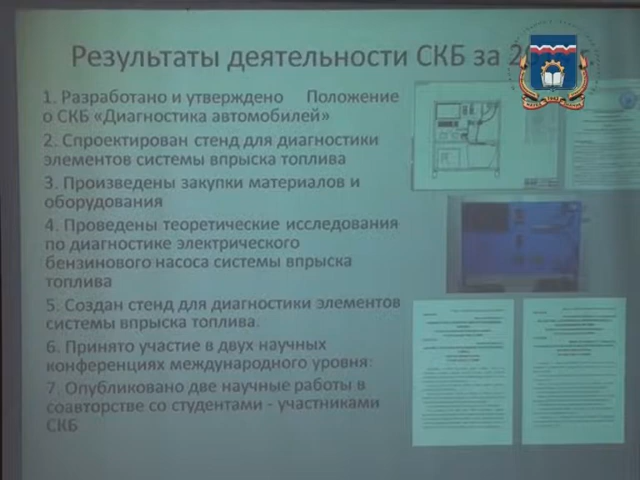 Результаты деятельности СКБ за
1. Разработано и утверждено Положение
о СКБ «Диагностика автомобилей»
2. Спроектирован стенд для диагностики
элементов системы впрыска топлива
3. Произведены закупки материалов и
оборудования
4. Проведены теоретические исследования
по диагностике электрического
бензинового насоса системы впрыска
топлива
5. Создан стенд для диагностики элементов
системы впрыска топлива.
6. Принято участие в двух научных
конференциях международного уровня:
7. Опубликовано две научные работы в
соавторстве со студентами - участниками
СКБ